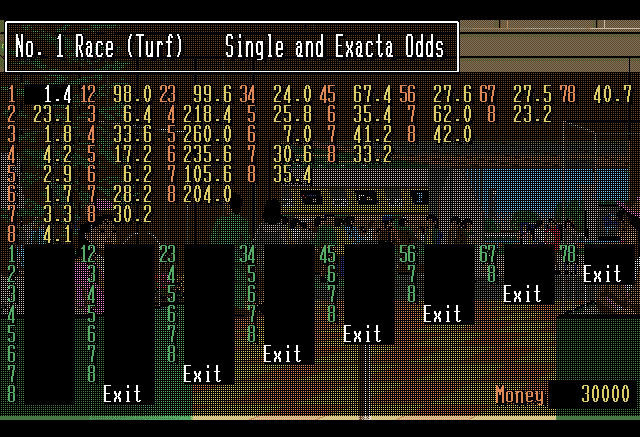 No. 1 Race (Turf) Single and Exacta Odds
1 1.4 12 98.0 23 99.6 34 24.0 45 67.4 56 27.6 67 27.5 78 40.7
2 23.1 3 6.4 4 218.4 5 25.8 6 35.4 7 62.0 8 23.2
3 1.8 4 33.6 5 260.0 6 7.0 7 41.2 8 42.0
4 4.2 5 17.2 6 235.6 7 30.6 8 33.2
5 2.9 6 6.2 7 105.6 8 35.4
6 1.7 7 28.2 8 204.0
7 3.3 8 30.2
8 4.1
1 12 23 34 45 56 67 78
2 3 4 5 6 7 8 Exit
3 4 5 6 7 8 Exit
4 5 6 7 8 Exit
5 6 7 8 Exit
6 7 8 Exit
7 8 Exit
8 Exit Money 30000